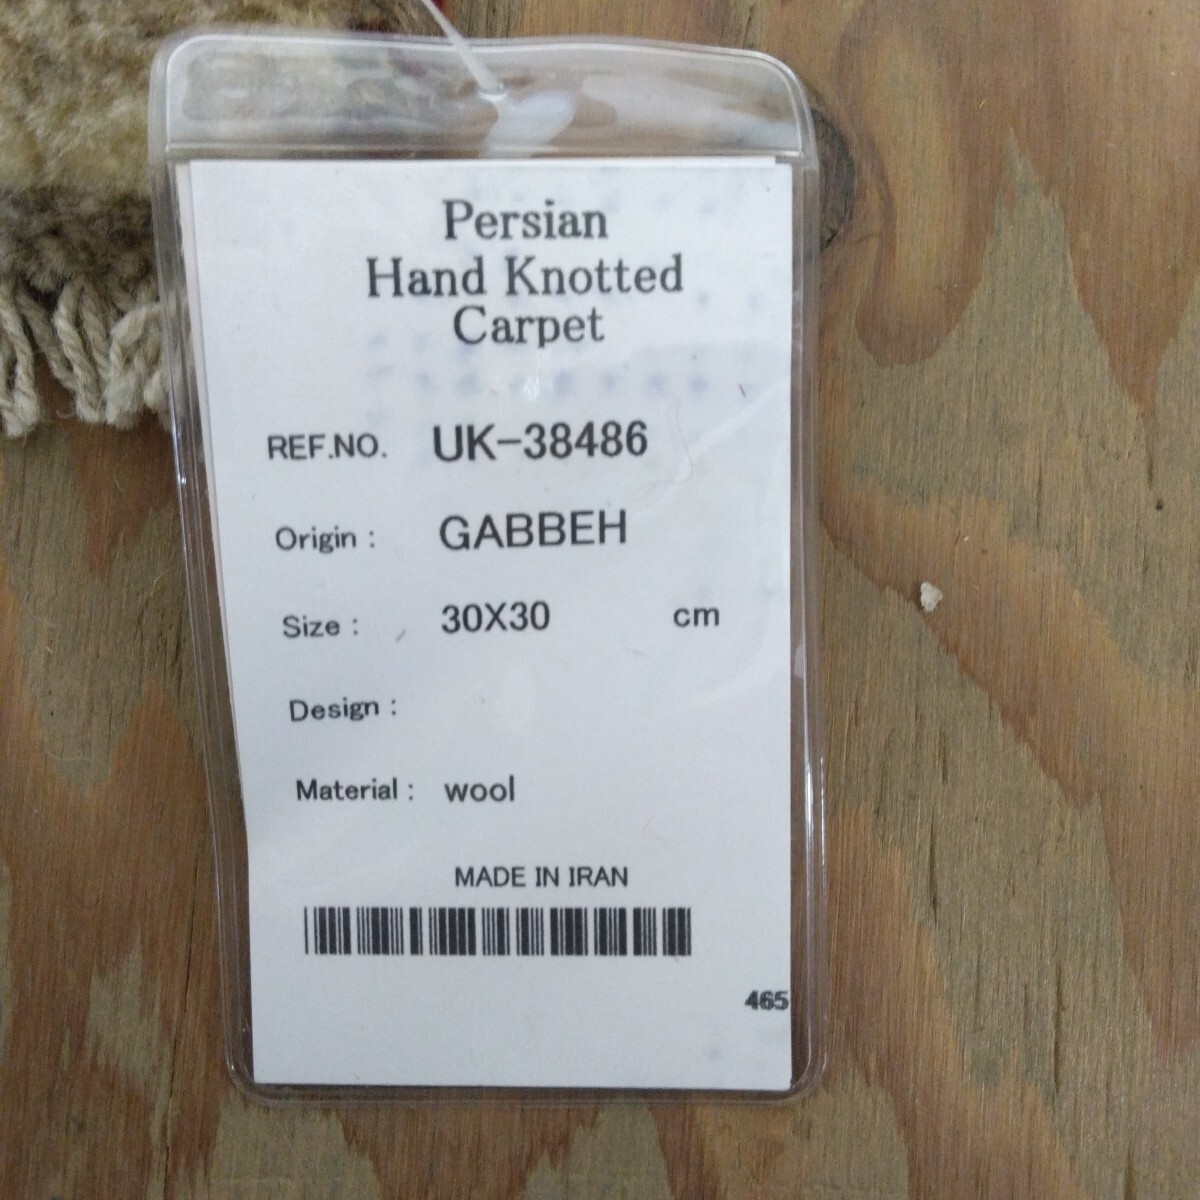 Persian
Hand Knotted
Carpet
REF.NO. UK-38486
Origin : GABBEH
Size : 30X30 cm
Design :
Material : wool
MADE IN IRAN
465